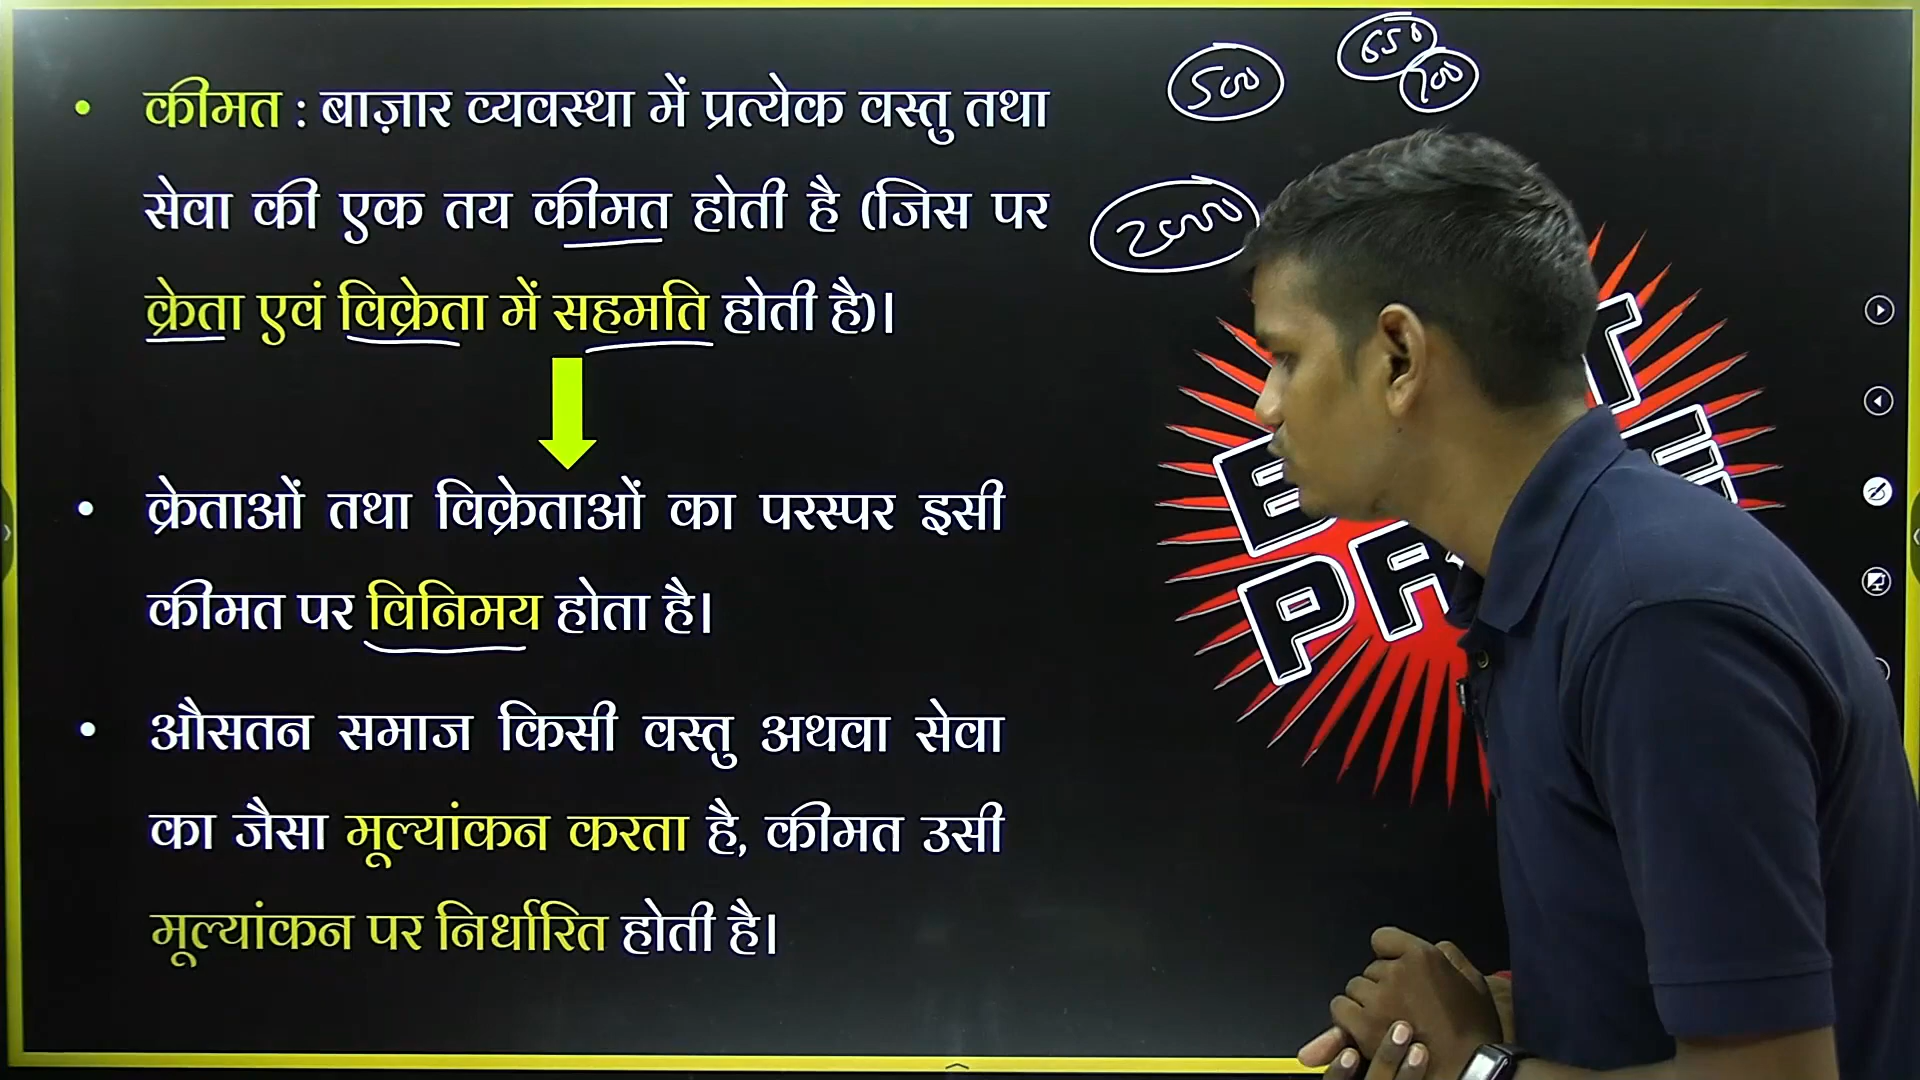 500
650
700
• कीमत : बाज़ार व्यवस्था में प्रत्येक वस्तु तथा
सेवा की एक तय कीमत होती है (जिस पर
2000
क्रेता एवं विक्रेता में सहमति होती है)।
• क्रेताओं तथा विक्रेताओं का परस्पर इसी
कीमत पर विनिमय होता है।
• औसतन समाज किसी वस्तु अथवा सेवा
का जैसा मूल्यांकन करता है, कीमत उसी
मूल्यांकन पर निर्धारित होती है।